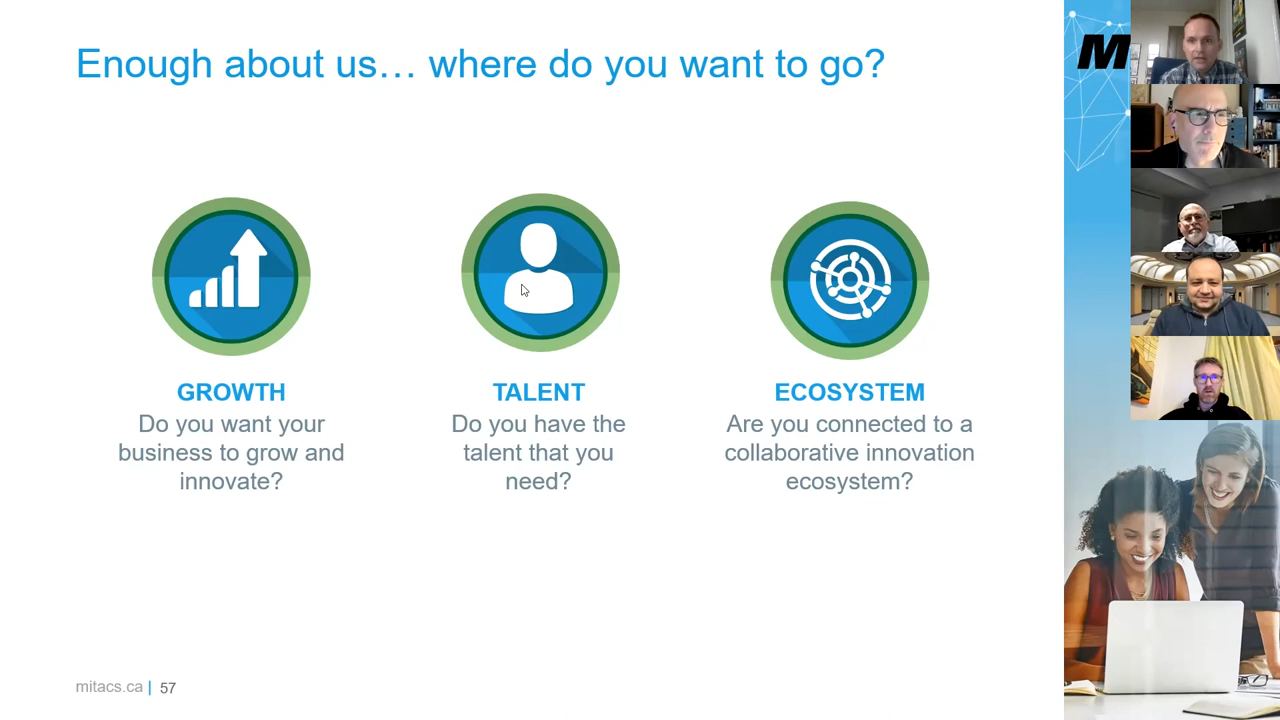 Enough about us… where do you want to go?
M
GROWTH
Do you want your
business to grow and
innovate?
TALENT
Do you have the
talent that you
need?
ECOSYSTEM
Are you connected to a
collaborative innovation
ecosystem?
mitacs.ca | 57